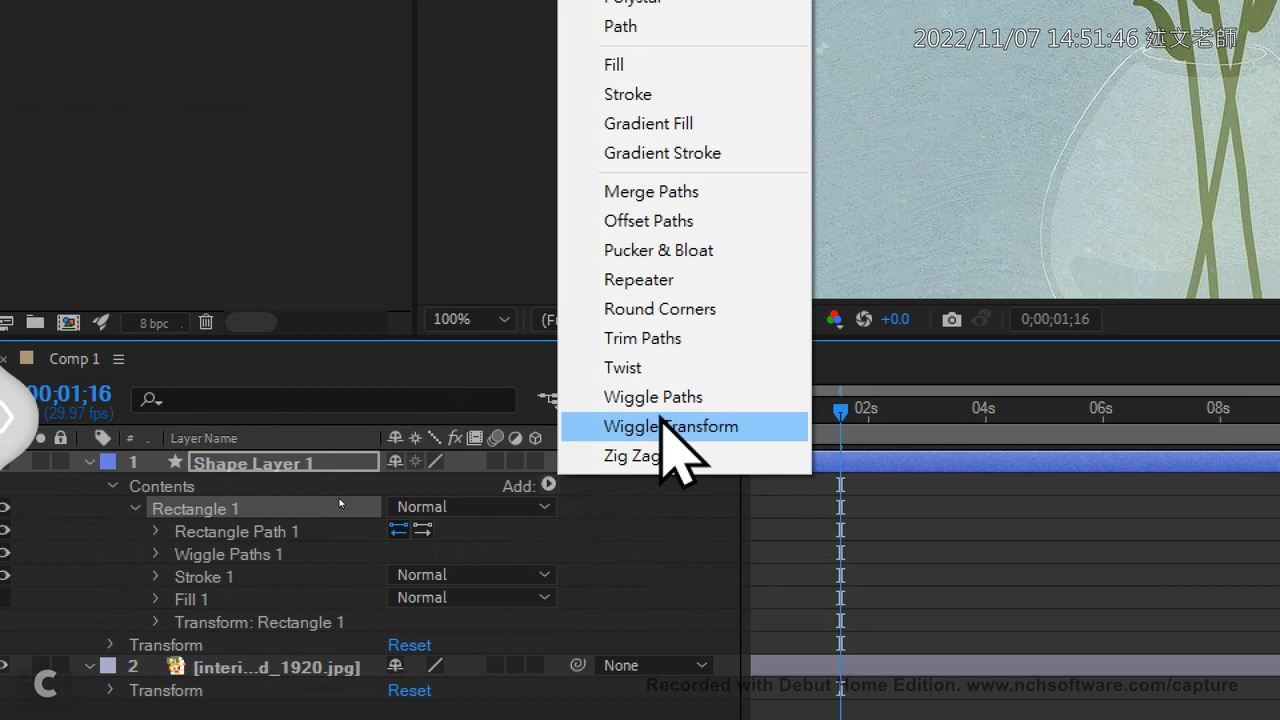 Polystar
Path
2022/11/07 14:51:46 述文老師
Fill
Stroke
Gradient Fill
Gradient Stroke
Merge Paths
Offset Paths
Pucker & Bloat
Repeater
Round Corners
Trim Paths
Twist
Wiggle Paths
Wiggle Transform
Zig Zag
8 bpc
100%
+0.0
0;00;01;16
Comp 1
00;01;16
(29.97 fps)
02s
04s
06s
08s
#
Layer Name
fx
1
Shape Layer 1
Contents
Add:
Rectangle 1
Normal
Rectangle Path 1
Wiggle Paths 1
Stroke 1
Normal
Fill 1
Normal
Transform: Rectangle 1
Transform
Reset
2
[interi...d_1920.jpg]
None
Transform
Reset
C
Recorded with Debut Home Edition. www.nchsoftware.com/capture